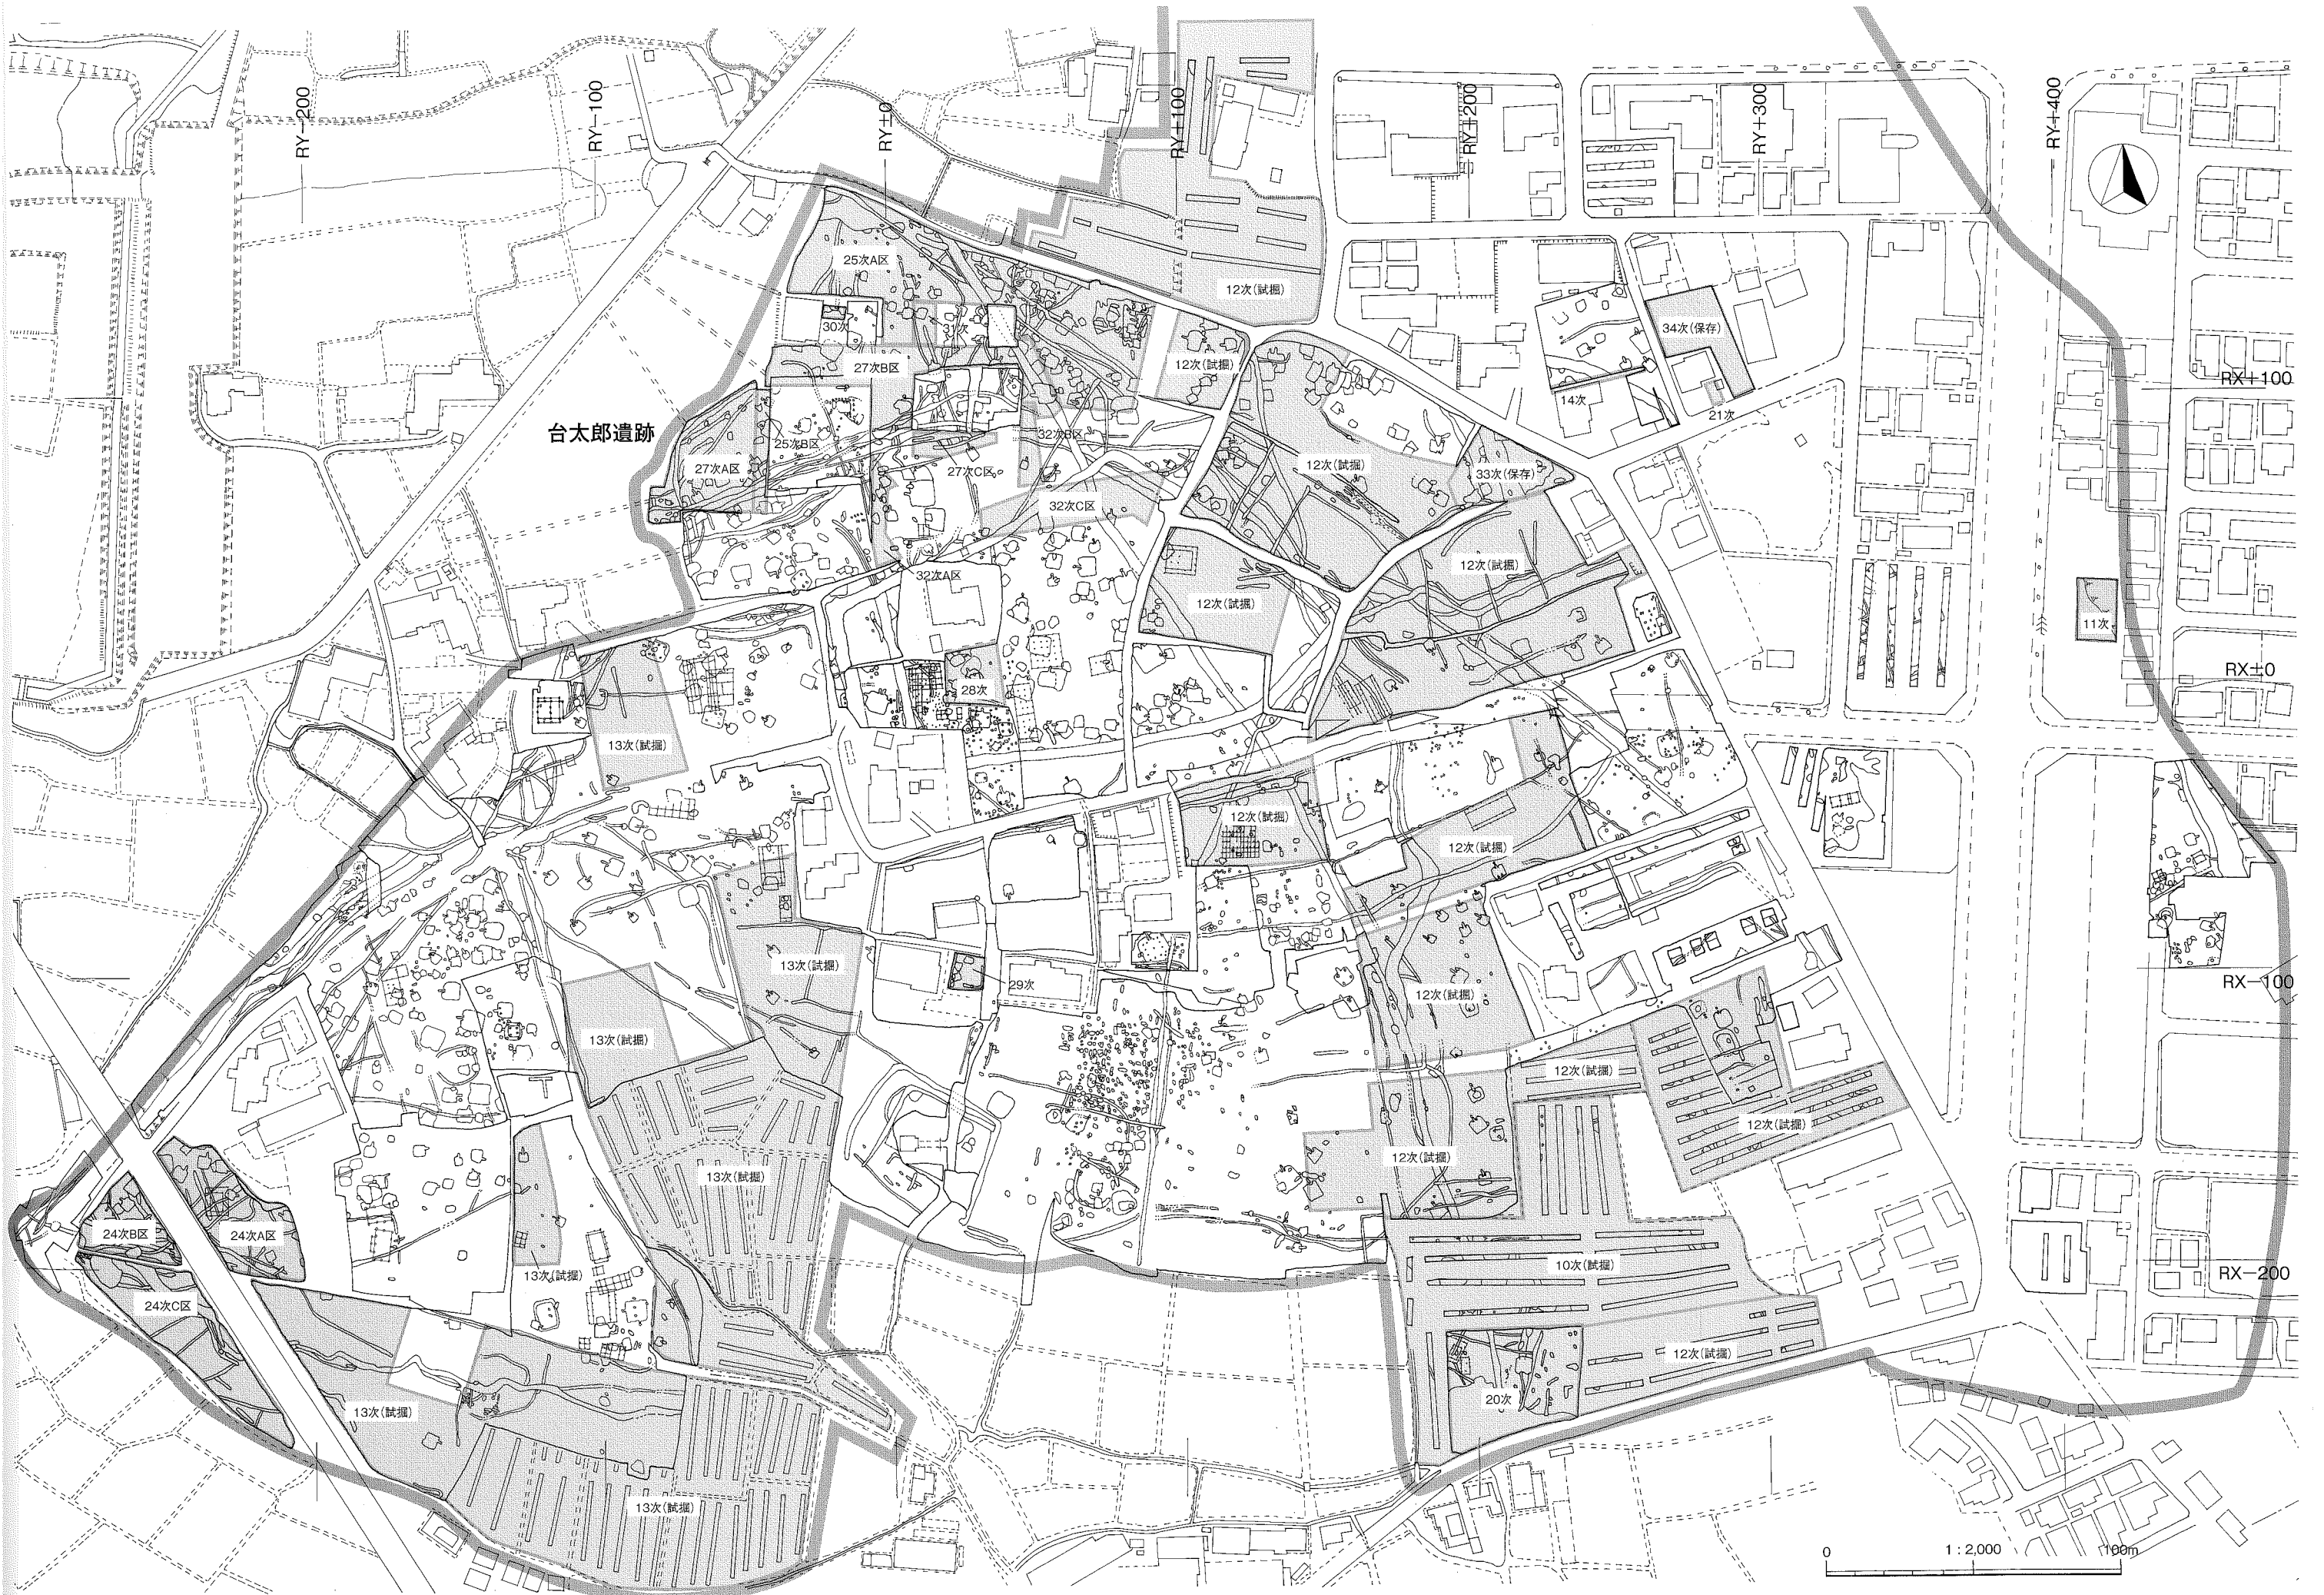 RY－200
RY－100
RY±0
RY＋100
RY＋200
RY＋300
RY＋400
25次A区
12次(試掘)
30次
31次
34次(保存)
27次B区
12次(試掘)
RX＋100
14次
21次
台太郎遺跡
25次B区
32次B区
27次A区
27次C区
12次(試掘)
33次(保存)
32次C区
12次(試掘)
32次A区
12次(試掘)
11次
RX±0
28次
13次(試掘)
12次(試掘)
12次(試掘)
13次(試掘)
29次
RX－100
12次(試掘)
13次(試掘)
12次(試掘)
12次(試掘)
12次(試掘)
13次(試掘)
24次B区
24次A区
10次(試掘)
13次(試掘)
RX－200
24次C区
12次(試掘)
20次
13次(試掘)
13次(試掘)
0
1：2,000
100m